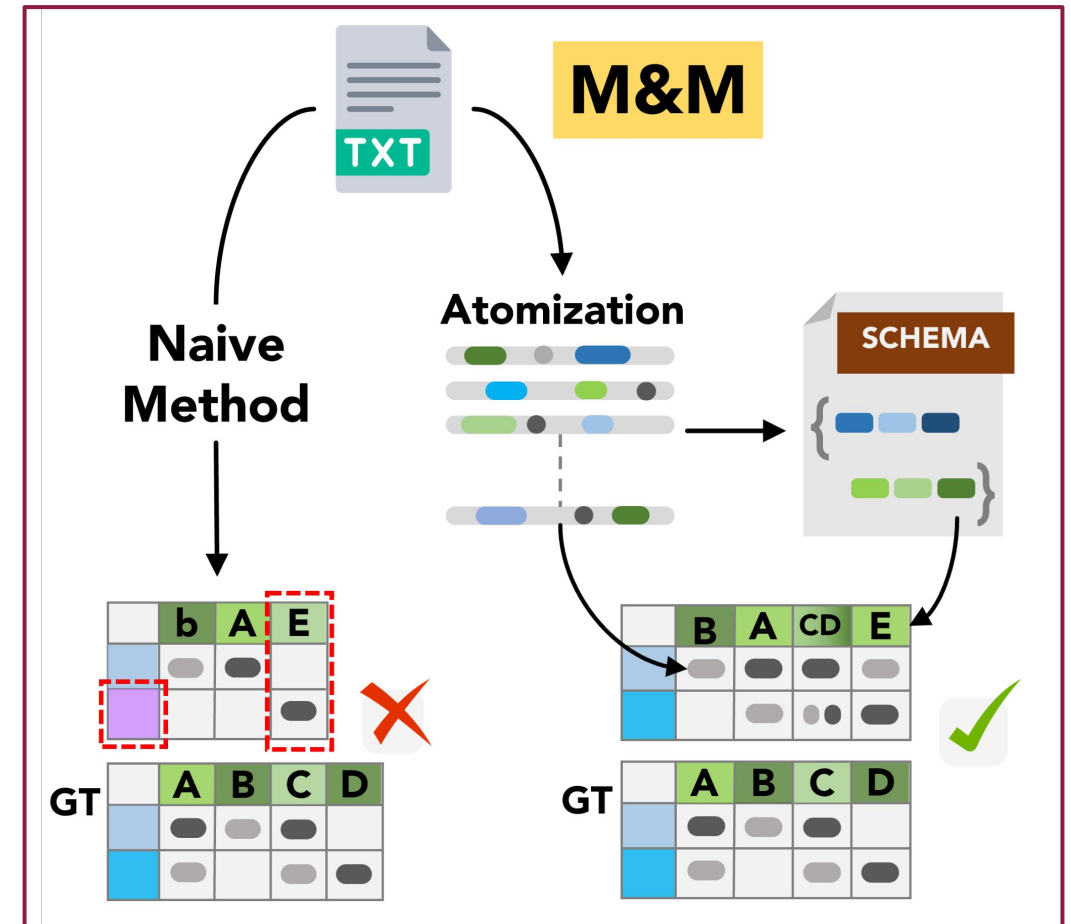 M&M
TXT
Atomization
Naive
Method
SCHEMA
{
}
b A E
B A CD E
GT A B C D
GT A B C D